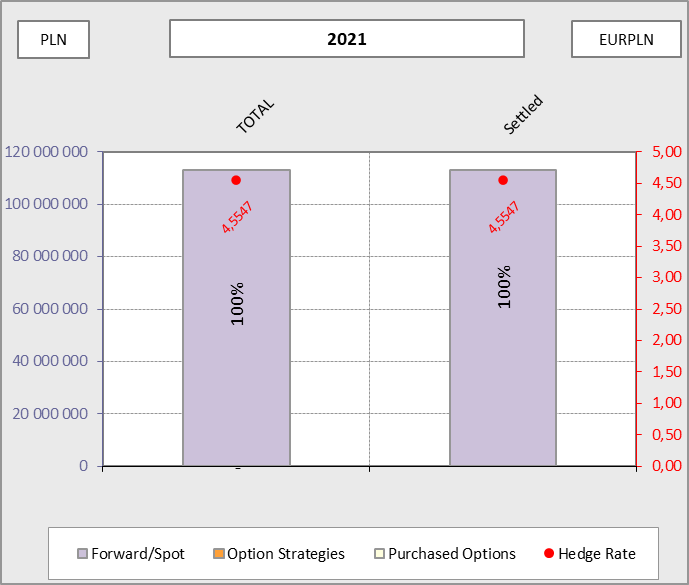 PLN 2021 EURPLN
TOTAL Settled
120 000 000 5,00
4,50
100 000 000 4,00
4,5547 4,5547
80 000 000 3,50
100% 100% 3,00
60 000 000 2,50
2,00
40 000 000 1,50
20 000 000 1,00
0,50
0 0,00
Forward/Spot Option Strategies Purchased Options Hedge Rate